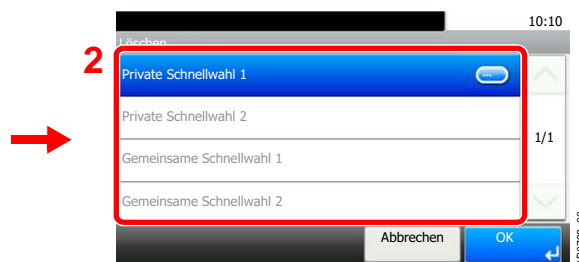 10:10
Löschen
2
Private Schnellwahl 1
Private Schnellwahl 2
1/1
Gemeinsame Schnellwahl 1
Gemeinsame Schnellwahl 2
Abbrechen
OK